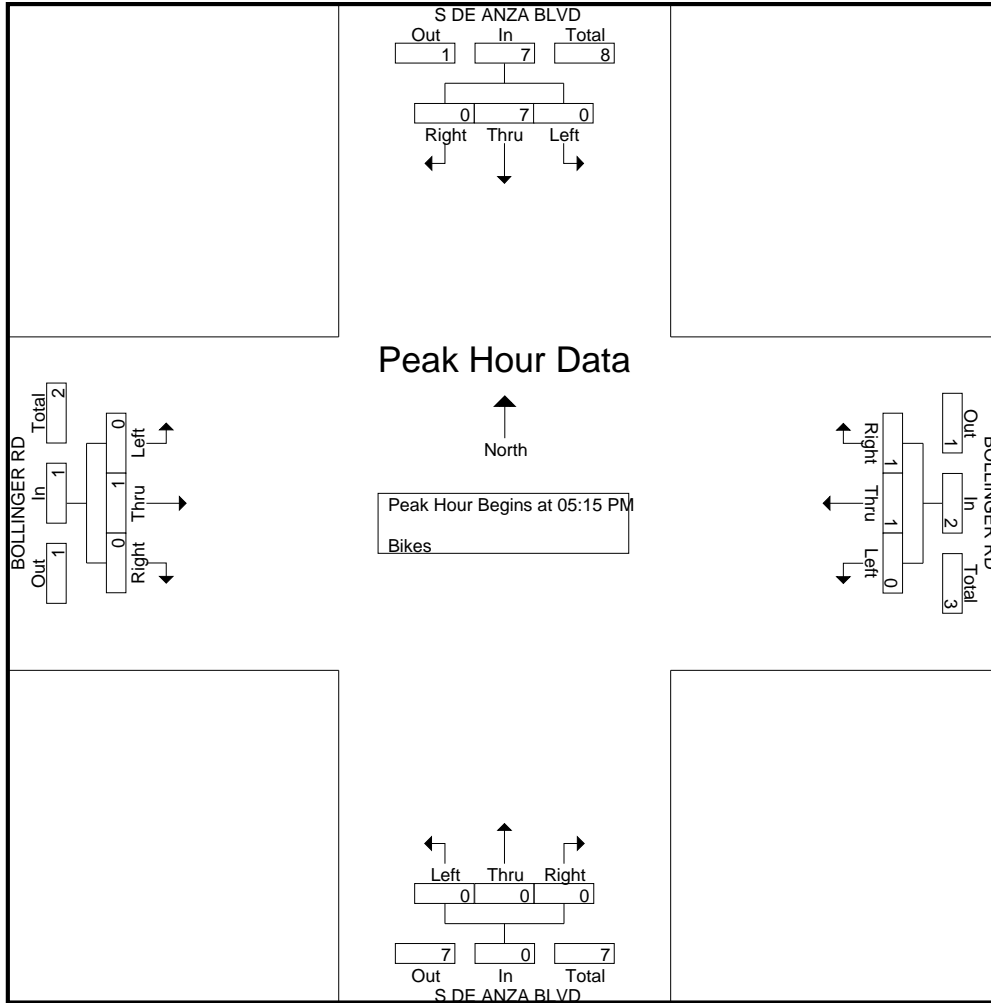 S DE ANZA BLVD
Out In Total
1 7 8
0 7 0
Right Thru Left
Peak Hour Data
North
Peak Hour Begins at 05:15 PM
Bikes
BOLLINGER RD
Out In Total
1 1 2
Right Thru Left
0 1 0
BOLLINGER RD
Out In Total
1 2 3
Right Thru Left
1 1 0
Left Thru Right
0 0 0
7 0 7
Out In Total
S DE ANZA BLVD